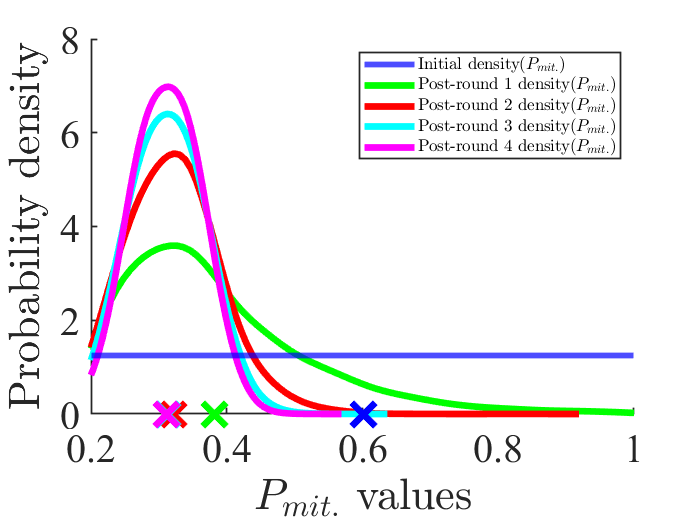 8
6
4
2
0
Probability density
Initial density(P_mit.)
Post-round 1 density(P_mit.)
Post-round 2 density(P_mit.)
Post-round 3 density(P_mit.)
Post-round 4 density(P_mit.)
0.2 0.4 0.6 0.8 1
P_mit. values